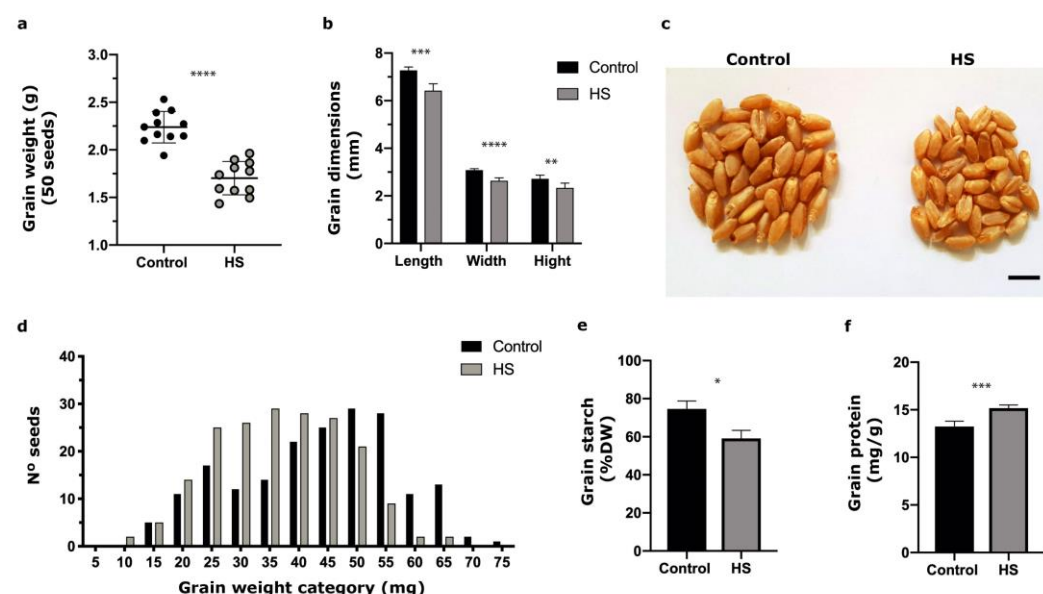 a
Grain weight (g)
(50 seeds)
3.0
2.5
2.0
1.5
1.0
****
Control
HS
b
Grain dimensions
(mm)
8
6
4
2
0
***
****
**
Length
Width
Hight
Control
HS
c
Control
HS
d
Nº seeds
40
30
20
10
0
Control
HS
5 10 15 20 25 30 35 40 45 50 55 60 65 70 75
Grain weight category (mg)
e
Grain starch
(%DW)
100
80
60
40
20
0
*
Control
HS
f
Grain protein
(mg/g)
20
15
10
5
0
***
Control
HS